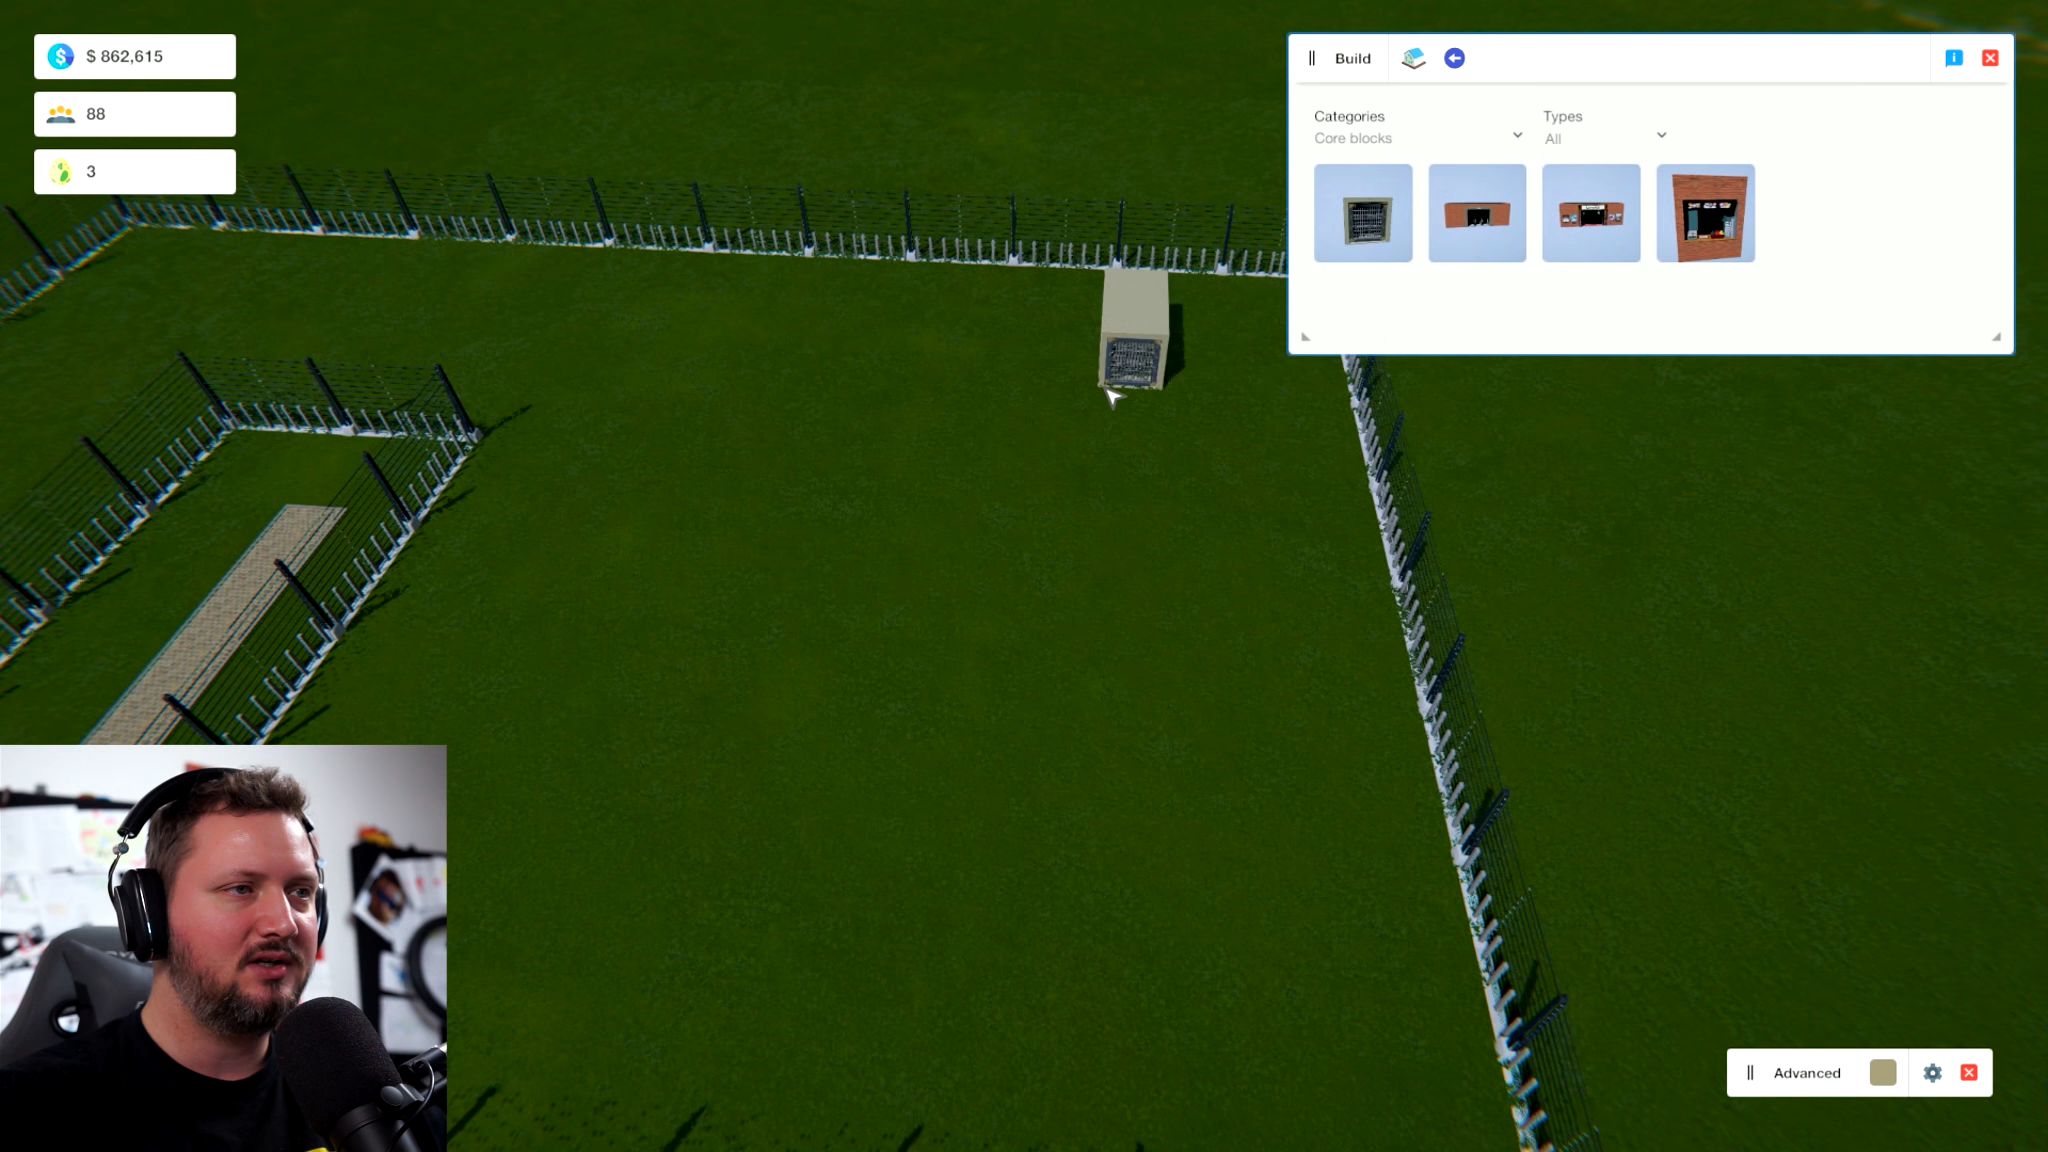 $ 862,615
88
3
Build
Categories
Core blocks
Types
All
Advanced